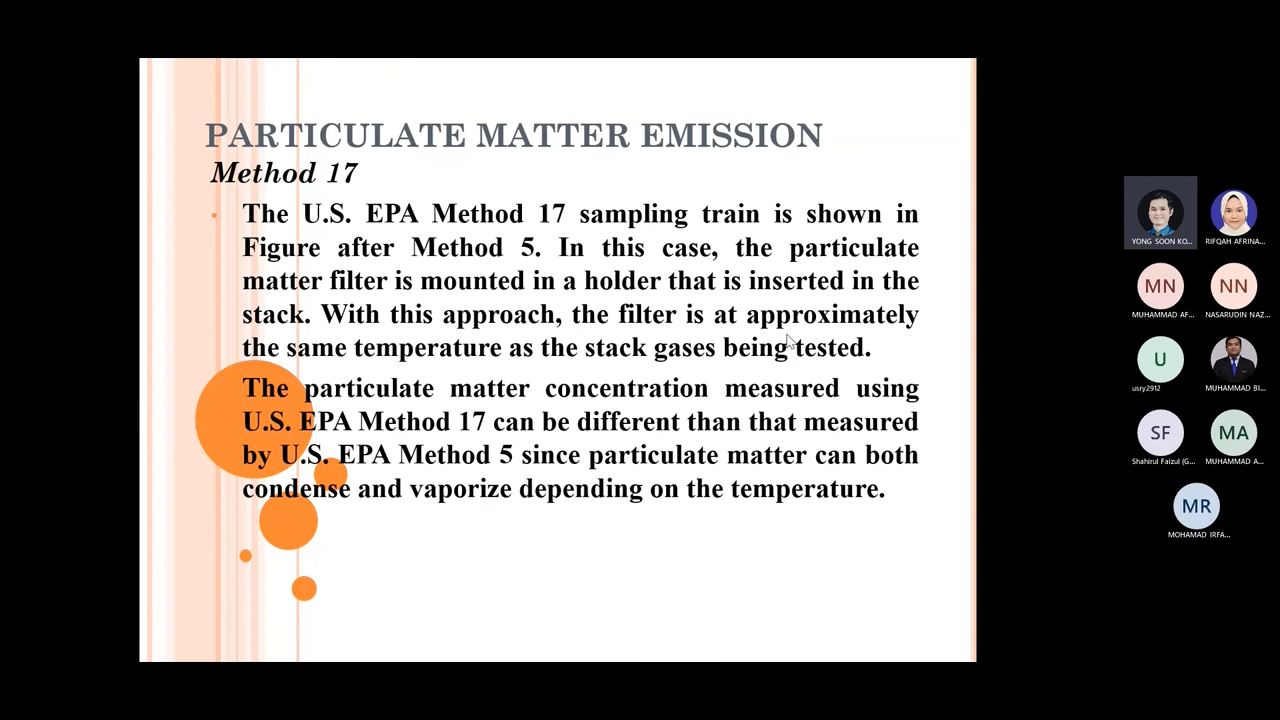 PARTICULATE MATTER EMISSION
Method 17
• The U.S. EPA Method 17 sampling train is shown in
Figure after Method 5. In this case, the particulate
matter filter is mounted in a holder that is inserted in the
stack. With this approach, the filter is at approximately
the same temperature as the stack gases being tested.
The particulate matter concentration measured using
U.S. EPA Method 17 can be different than that measured
by U.S. EPA Method 5 since particulate matter can both
condense and vaporize depending on the temperature.
YONG SOON KO...
RIFQAH AFRINA...
MN
NN
MUHAMMAD AF...
NASARUDIN NAZ...
U
usry2912
MUHAMMAD BI...
SF
MA
Shahirul Faizul (G...
MUHAMMAD A...
MR
MOHAMAD IRFA...